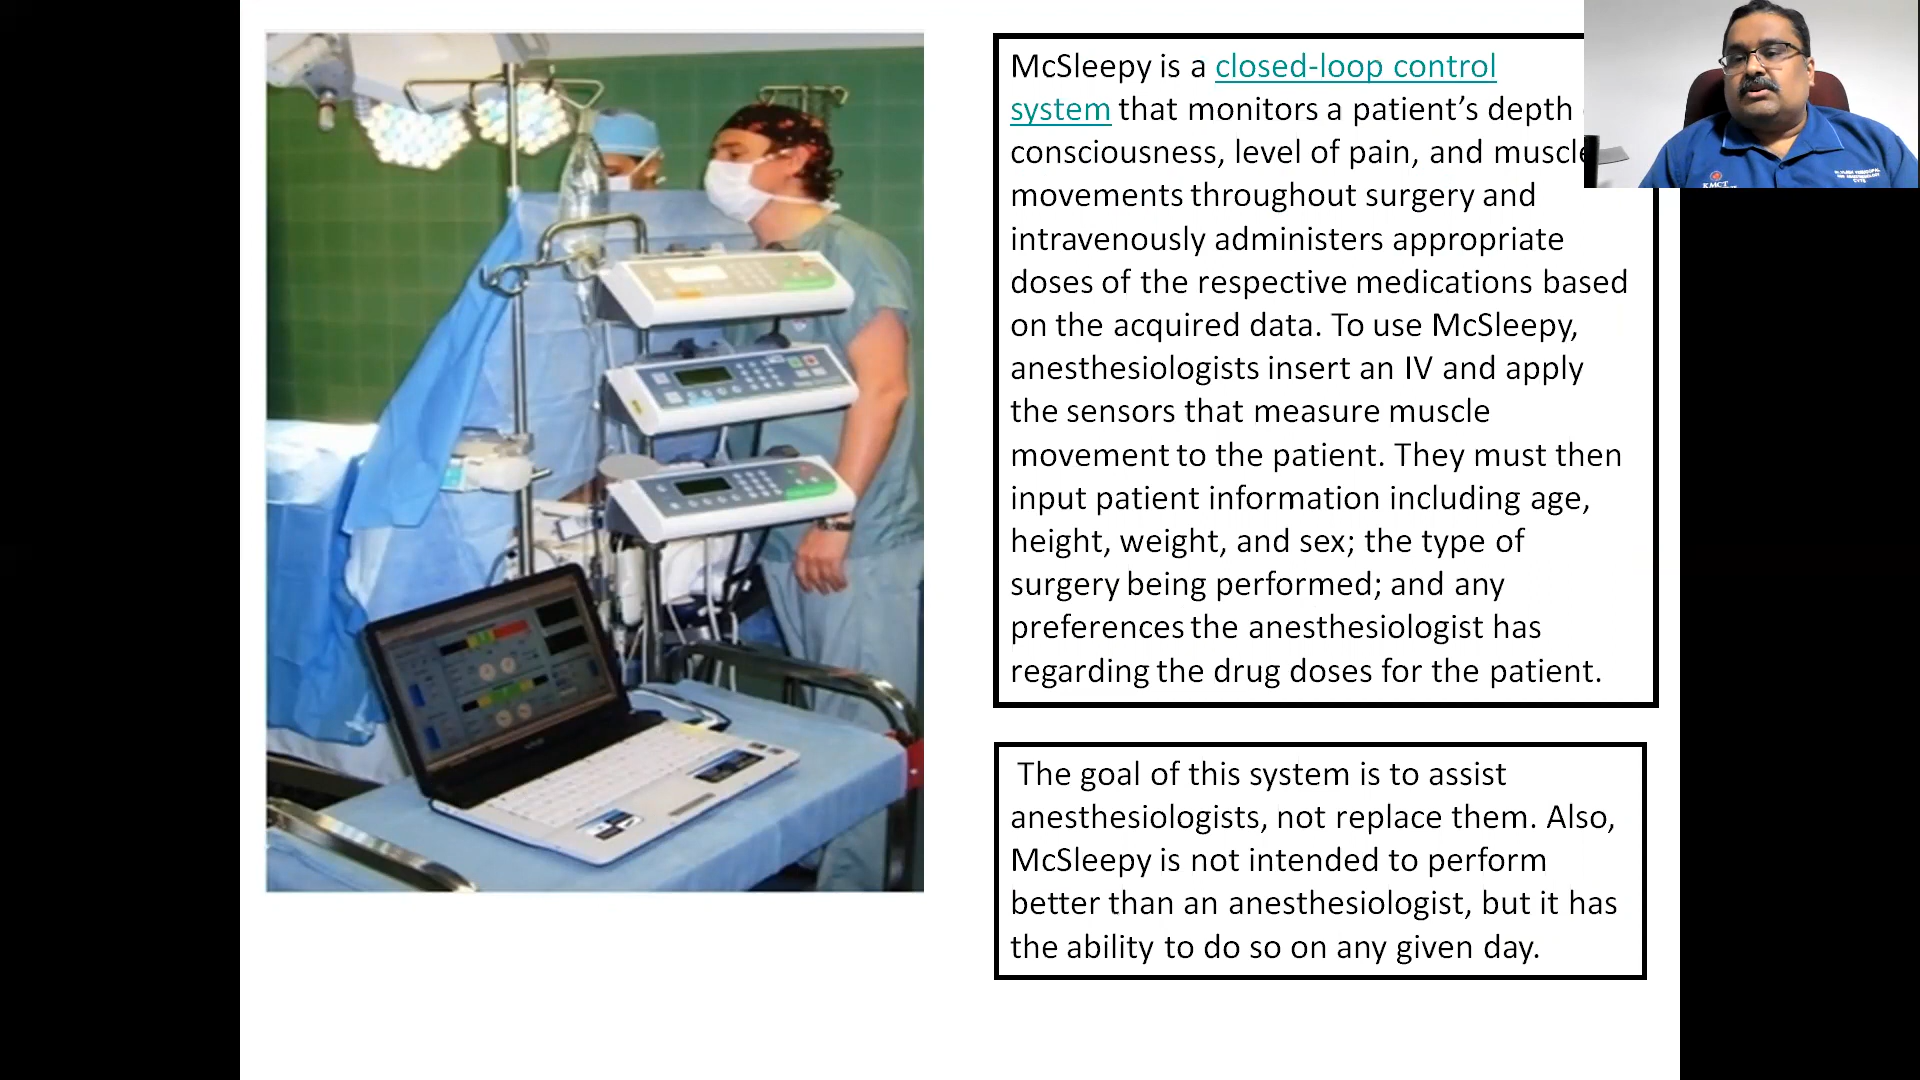 McSleepy is a closed-loop control
system that monitors a patient’s depth
consciousness, level of pain, and muscle
movements throughout surgery and
intravenously administers appropriate
doses of the respective medications based
on the acquired data. To use McSleepy,
anesthesiologists insert an IV and apply
the sensors that measure muscle
movement to the patient. They must then
input patient information including age,
height, weight, and sex; the type of
surgery being performed; and any
preferences the anesthesiologist has
regarding the drug doses for the patient.
The goal of this system is to assist
anesthesiologists, not replace them. Also,
McSleepy is not intended to perform
better than an anesthesiologist, but it has
the ability to do so on any given day.
KMCT